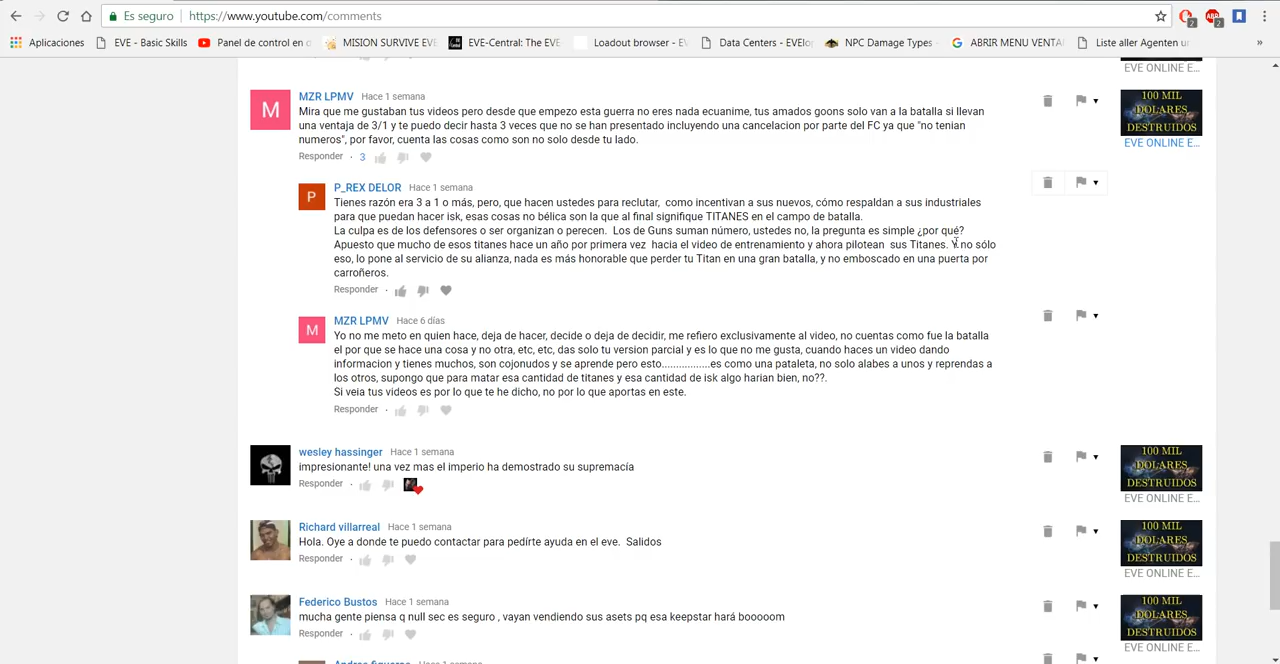 Es seguro
https://www.youtube.com/comments
2
ABP
2
Aplicaciones
EVE - Basic Skills
Panel de control en
MISION SURVIVE EVE
EVE-Central: The EVE
Loadout browser - EV
Data Centers - EVElo
NPC Damage Types
ABRIR MENU VENTA
Liste aller Agenten
»
EVE ONLINE E...
M
MZR LPMV Hace 1 semana
Mira que me gustaban tus videos pero desde que empezo esta guerra no eres nada ecuanime, tus amados goons solo van a la batalla si llevan
una ventaja de 3/1 y te puedo decir hasta 3 veces que no se han presentado incluyendo una cancelacion por parte del FC ya que "no tenian
numeros", por favor, cuenta las cosas como son no solo desde tu lado.
Responder · 3
100 MIL
DOLARES
DESTRUIDOS
EVE ONLINE E...
P
P_REX DELOR Hace 1 semana
Tienes razón era 3 a 1 o más, pero, que hacen ustedes para reclutar, como incentivan a sus nuevos, cómo respaldan a sus industriales
para que puedan hacer isk, esas cosas no bélica son la que al final signifique TITANES en el campo de batalla.
La culpa es de los defensores o ser organizan o perecen. Los de Guns suman número, ustedes no, la pregunta es simple ¿por qué?
Apuesto que mucho de esos titanes hace un año por primera vez hacia el video de entrenamiento y ahora pilotean sus Titanes. Y no sólo
eso, lo pone al servicio de su alianza, nada es más honorable que perder tu Titan en una gran batalla, y no emboscado en una puerta por
carroñeros.
Responder ·
M
MZR LPMV Hace 6 días
Yo no me meto en quien hace, deja de hacer, decide o deja de decidir, me refiero exclusivamente al video, no cuentas como fue la batalla
el por que se hace una cosa y no otra, etc, etc, das solo tu version parcial y es lo que no me gusta, cuando haces un video dando
informacion y tienes muchos, son cojonudos y se aprende pero esto................es como una pataleta, no solo alabes a unos y reprendas a
los otros, supongo que para matar esa cantidad de titanes y esa cantidad de isk algo harian bien, no??.
Si veia tus videos es por lo que te he dicho, no por lo que aportas en este.
Responder ·
wesley hassinger Hace 1 semana
impresionante! una vez mas el imperio ha demostrado su supremacía
Responder ·
100 MIL
DOLARES
DESTRUIDOS
EVE ONLINE E...
Richard villarreal Hace 1 semana
Hola. Oye a donde te puedo contactar para pedírte ayuda en el eve. Salidos
Responder ·
100 MIL
DOLARES
DESTRUIDOS
EVE ONLINE E...
Federico Bustos Hace 1 semana
mucha gente piensa q null sec es seguro , vayan vendiendo sus asets pq esa keepstar hará booooom
Responder ·
100 MIL
DOLARES
DESTRUIDOS
EVE ONLINE E...